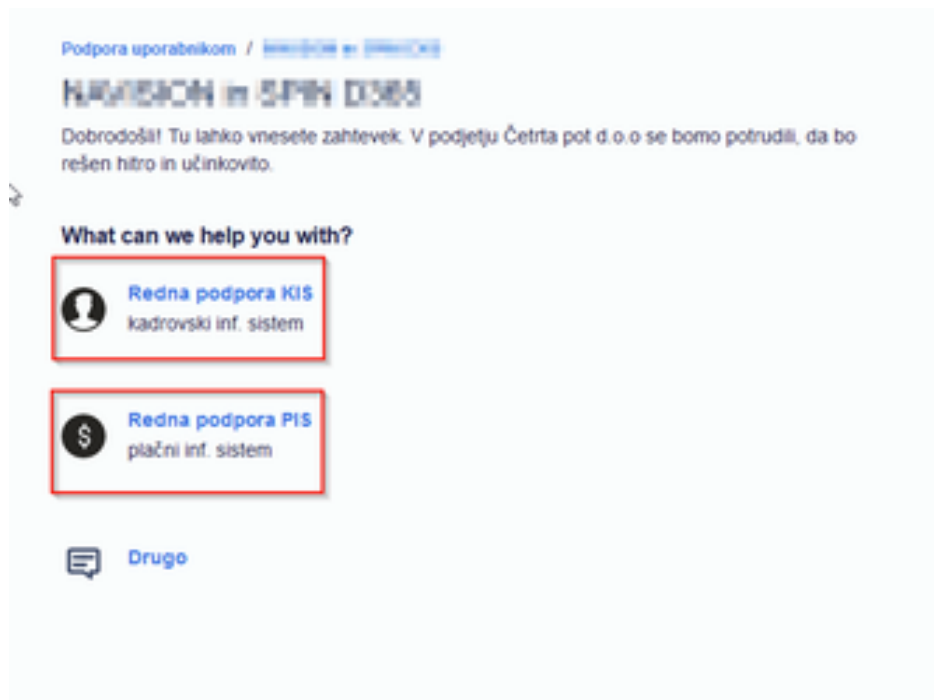 Podpora uporabnikom /
Dobrodošli! Tu lahko vnesete zahtevek. V podjetju Četrta pot d.o.o se bomo potrudili, da bo
rešen hitro in učinkovito.
What can we help you with?
Redna podpora KIS
kadrovski inf. sistem
Redna podpora PIS
plačni inf. sistem
Drugo